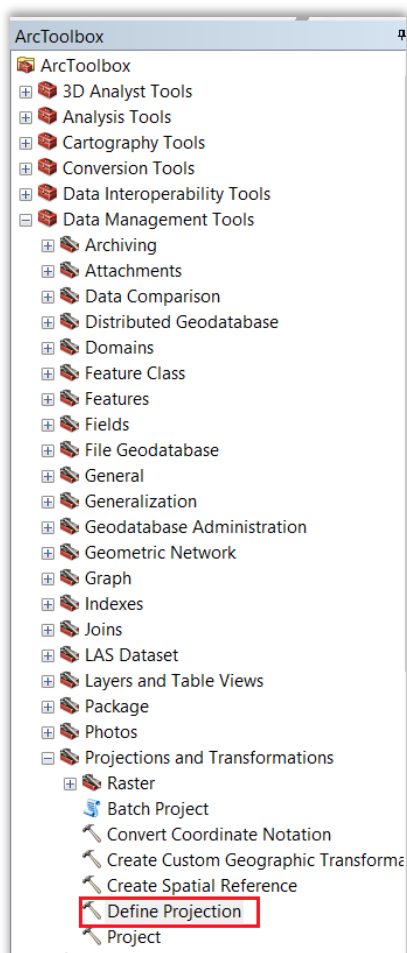 ArcToolbox
ArcToolbox
3D Analyst Tools
Analysis Tools
Cartography Tools
Conversion Tools
Data Interoperability Tools
Data Management Tools
Archiving
Attachments
Data Comparison
Distributed Geodatabase
Domains
Feature Class
Features
Fields
File Geodatabase
General
Generalization
Geodatabase Administration
Geometric Network
Graph
Indexes
Joins
LAS Dataset
Layers and Table Views
Package
Photos
Projections and Transformations
Raster
Batch Project
Convert Coordinate Notation
Create Custom Geographic Transforma
Create Spatial Reference
Define Projection
Project